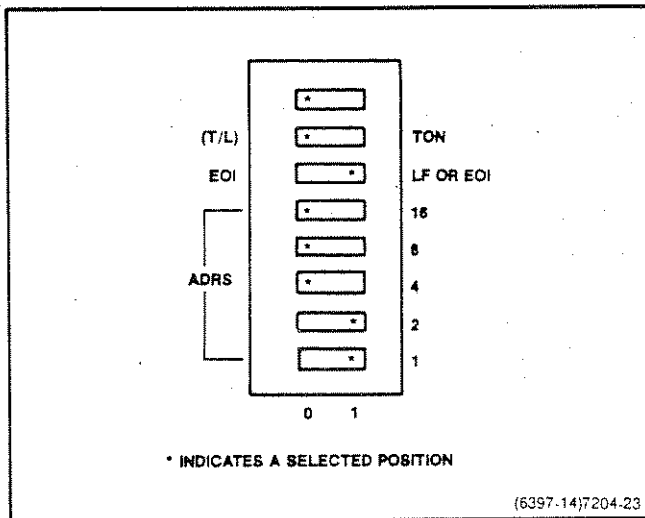 *
(T/L) * TON
EOI * LF OR EOI
* 16
* 8
ADRS
* 4
* 2
* 1
0 1
* INDICATES A SELECTED POSITION
(6397-14)7204-23